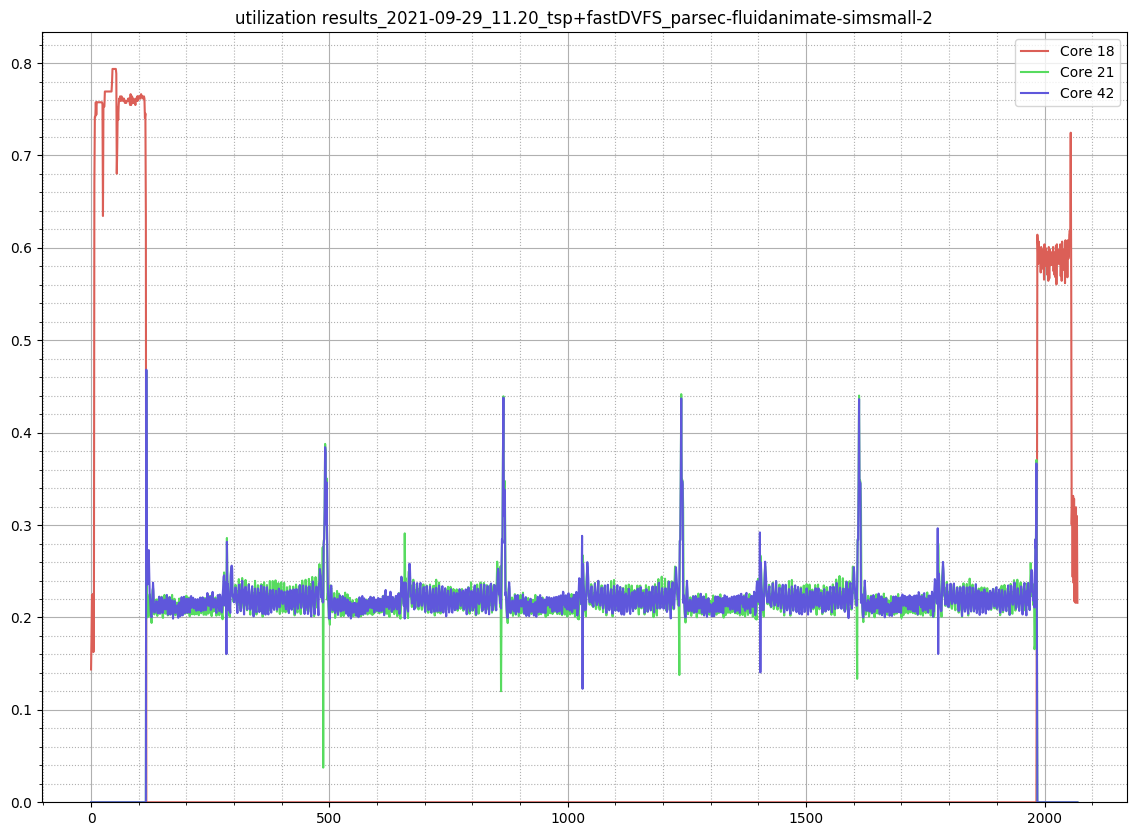 utilization results_2021-09-29_11.20_tsp+fastDVFS_parsec-fluidanimate-simsmall-2
Core 18
Core 21
Core 42
0.8
0.7
0.6
0.5
0.4
0.3
0.2
0.1
0.0
0 500 1000 1500 2000